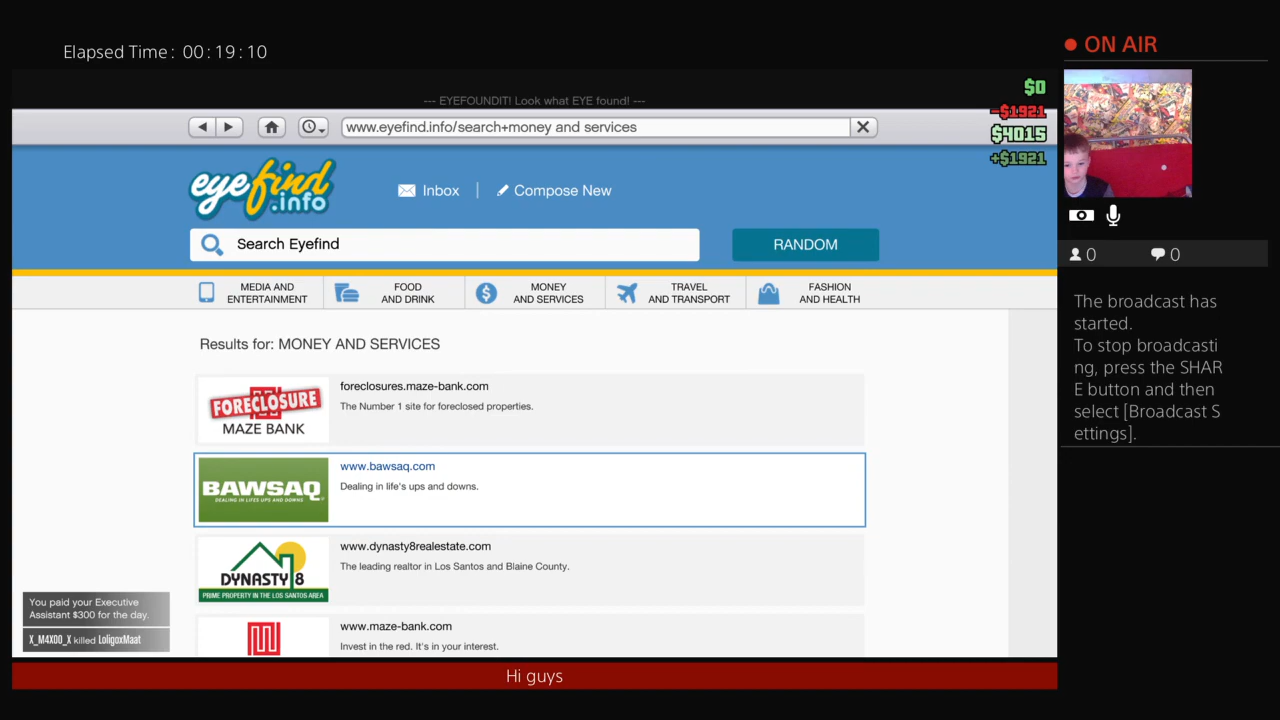 Elapsed Time: 00:19:10
ON AIR
--- EYEFOUNDIT! Look what EYE found! ---
$0
-$1921
www.eyefind.info/search+money and services
$4015
+$1921
eyefind
.info
Inbox
Compose New
Search Eyefind
RANDOM
0
0
MEDIA AND
ENTERTAINMENT
FOOD
AND DRINK
MONEY
AND SERVICES
TRAVEL
AND TRANSPORT
FASHION
AND HEALTH
The broadcast has
started.
To stop broadcasti
ng, press the SHAR
E button and then
select [Broadcast S
ettings].
Results for: MONEY AND SERVICES
FORECLOSURE
MAZE BANK
foreclosures.maze-bank.com
The Number 1 site for foreclosed properties.
BAWSAQ
DEALING IN LIFE'S UPS AND DOWNS
www.bawsaq.com
Dealing in life's ups and downs.
DYNASTY 8
PRIME PROPERTY IN THE LOS SANTOS AREA
www.dynasty8realestate.com
The leading realtor in Los Santos and Blaine County.
www.maze-bank.com
Invest in the red. It's in your interest.
You paid your Executive
Assistant $300 for the day.
X_M4X00_X killed LoligoxMaat
Hi guys